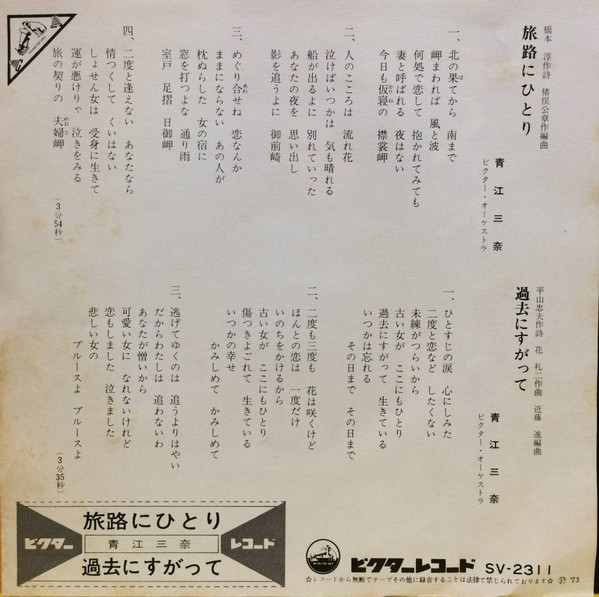 橋本 淳作詩 猪俣公章作編曲
旅路にひとり
青江三奈
ビクター・オーケストラ
一、北の果てから 南まで
岬まわれば 風と波
何処で恋して 抱かれてみても
妻と呼ばれる 夜はない
今日も仮寝の 襟裳岬
二、人のこころは 流れ花
泣けばいつかは 気も晴れる
船が出るよに 別れていった
あなたの夜を 思い出し
影を追うよに 御前崎
三、めぐり合せね 恋なんか
ままにならない あの人が
枕ぬらした 女の宿に
窓を打つよな 通り雨
室戸 足摺 日御岬
四、二度と逢えない あなたなら
情つくして くいはない
しょせん女は 受身に生きて
運が悪けりゃ 泣きをみる
旅の契りの 夫婦岬
(3分54秒)
平山忠夫作詩 花 礼二作曲 近藤 進編曲
過去にすがって
青江三奈
ビクター・オーケストラ
一、ひとすじの涙 心にしみた
二度と恋など したくない
未練がつらいから
古い女が ここにもひとり
過去にすがって 生きている
いつかは忘れる
その日まで その日まで
二、二度も三度も 花は咲くけど
ほんとの恋は 一度だけ
いのちをかけるから
古い女が ここにもひとり
傷つきよごれて 生きている
いつかの幸せ
かみしめて かみしめて
三、逃げてゆくのは 追うよりはやい
だからわたしは 追わないわ
あなたが憎いから
可愛い女に なれないけれど
恋もしました 泣きました
悲しい女の
ブルースよ ブルースよ
(3分35秒)
旅路にひとり
ビクター 青江三奈 レコード
過去にすがって
ビクターレコード SV-2311
☆レコードから無断でテープその他に録音することは法律で禁じられております☆ Ⓟ '73